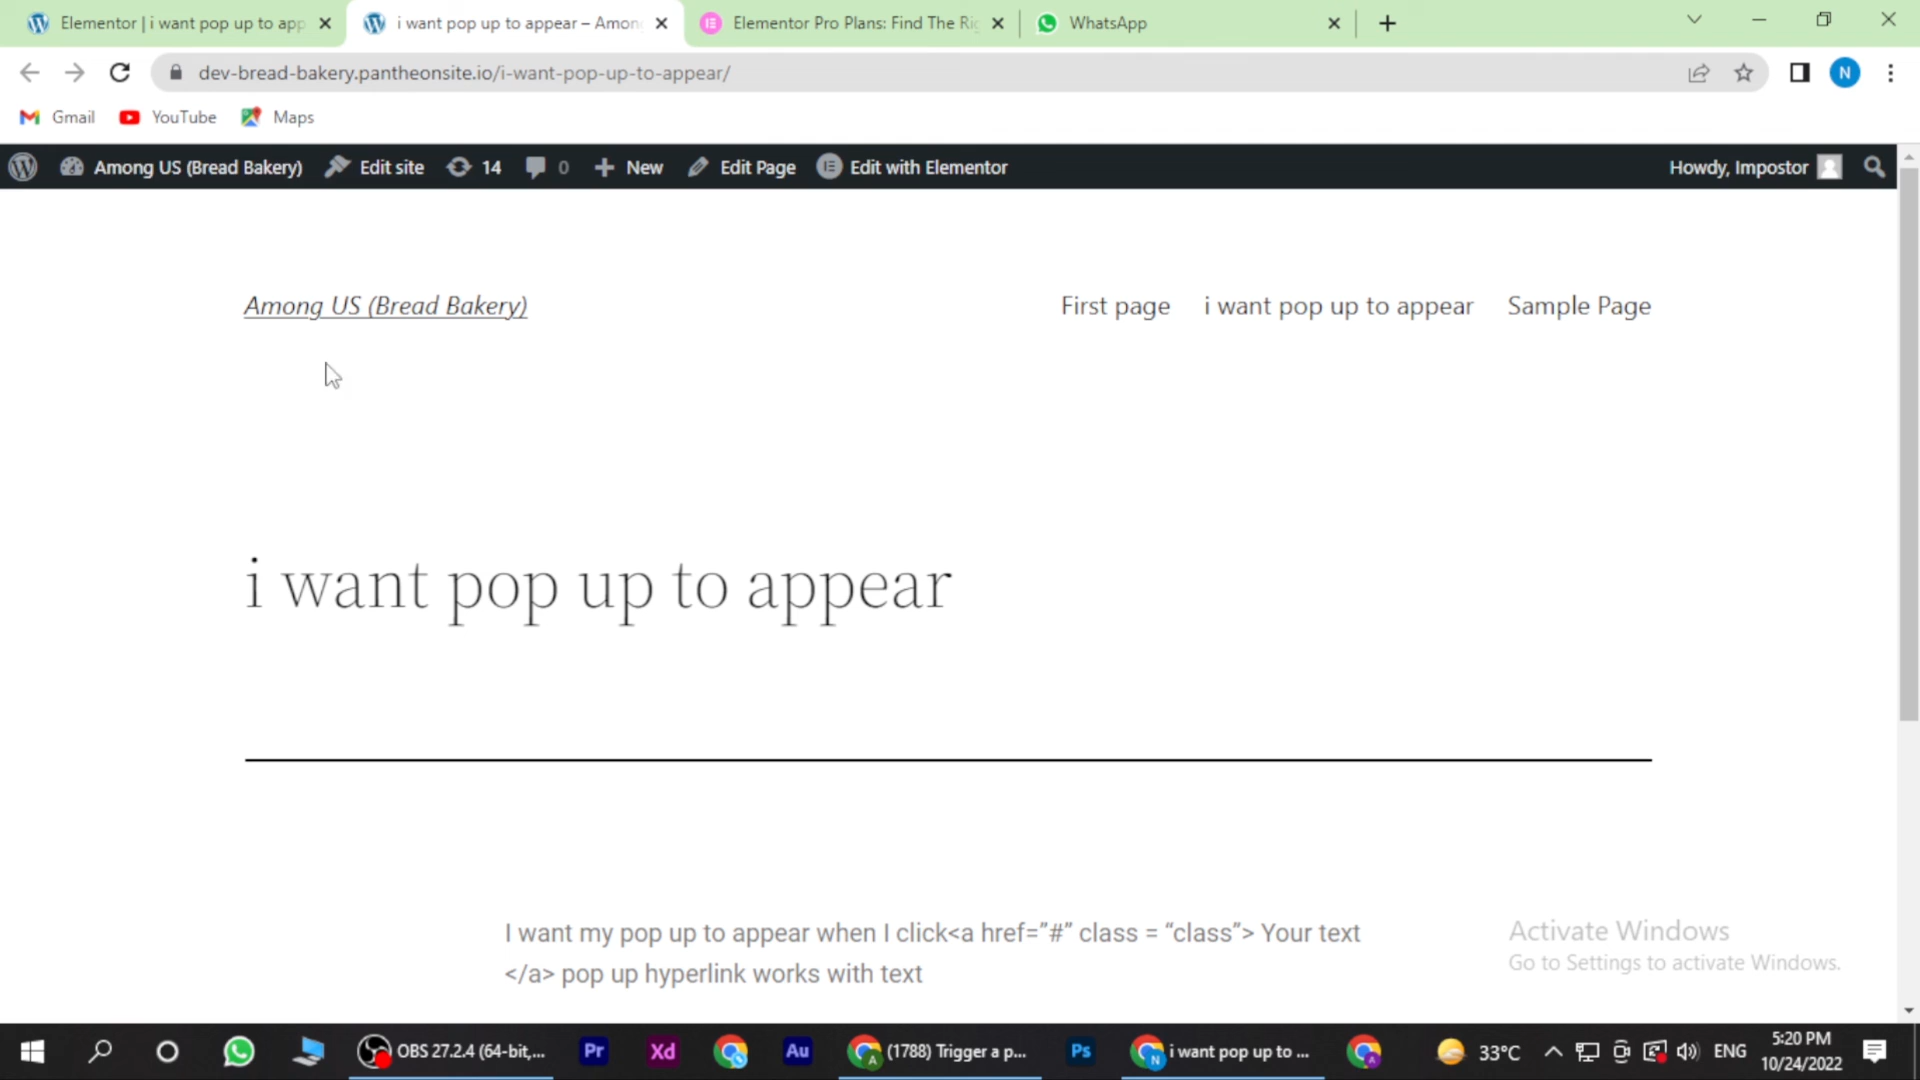 Elementor | i want pop up to app
i want pop up to appear – Amon
Elementor Pro Plans: Find The Rig
WhatsApp
dev-bread-bakery.pantheonsite.io/i-want-pop-up-to-appear/
N
Gmail
YouTube
Maps
Among US (Bread Bakery)
Edit site
14
0
New
Edit Page
Edit with Elementor
Howdy, Impostor
Among US (Bread Bakery)
First page
i want pop up to appear
Sample Page
i want pop up to appear
I want my pop up to appear when I click<a href=”#” class = “class”> Your text
</a> pop up hyperlink works with text
Activate Windows
Go to Settings to activate Windows.
OBS 27.2.4 (64-bit,...
Pr
Xd
Au
(1788) Trigger a p...
Ps
i want pop up to ...
33°C
ENG
5:20 PM
10/24/2022